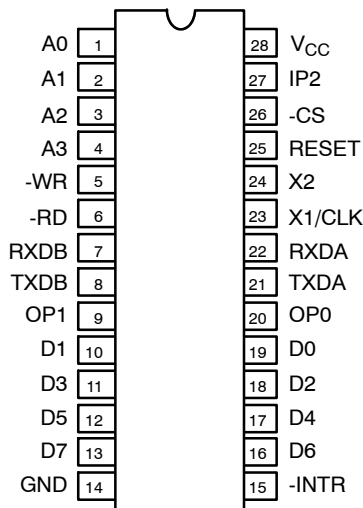 A0 1 28 VCC
A1 2 27 IP2
A2 3 26 -CS
A3 4 25 RESET
-WR 5 24 X2
-RD 6 23 X1/CLK
RXDB 7 22 RXDA
TXDB 8 21 TXDA
OP1 9 20 OP0
D1 10 19 D0
D3 11 18 D2
D5 12 17 D4
D7 13 16 D6
GND 14 15 -INTR